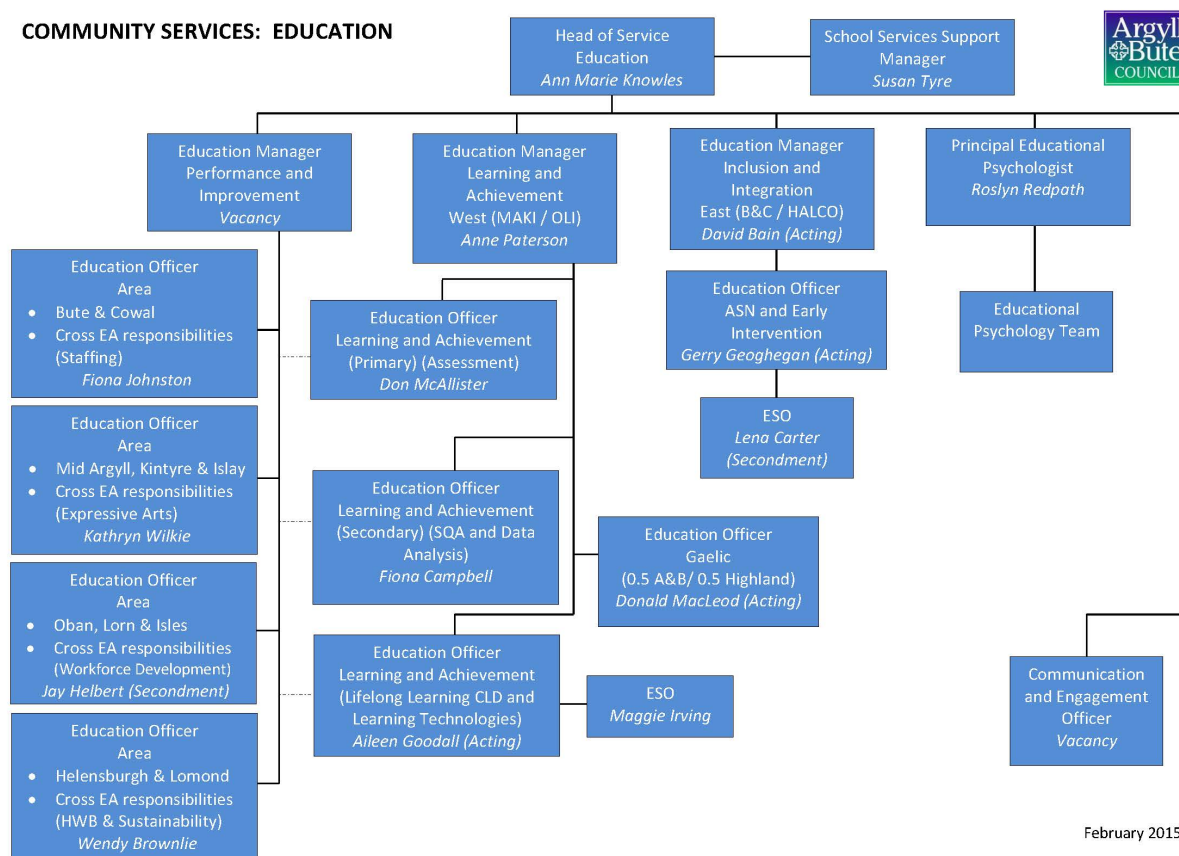 COMMUNITY SERVICES: EDUCATION
Head of Service
Education
Ann Marie Knowles
School Services Support
Manager
Susan Tyre
Argyll
Bute
COUNCIL
Education Manager
Performance and
Improvement
Vacancy
Education Manager
Learning and
Achievement
West (MAKI / OLI)
Anne Paterson
Education Manager
Inclusion and
Integration
East (B&C / HALCO)
David Bain (Acting)
Principal Educational
Psychologist
Roslyn Redpath
Education Officer
Area
• Bute & Cowal
• Cross EA responsibilities
(Staffing)
Fiona Johnston
Education Officer
Area
• Mid Argyll, Kintyre & Islay
• Cross EA responsibilities
(Expressive Arts)
Kathryn Wilkie
Education Officer
Area
• Oban, Lorn & Isles
• Cross EA responsibilities
(Workforce Development)
Jay Helbert (Secondment)
Education Officer
Area
• Helensburgh & Lomond
• Cross EA responsibilities
(HWB & Sustainability)
Wendy Brownlie
Education Officer
Learning and Achievement
(Primary) (Assessment)
Don McAllister
Education Officer
Learning and Achievement
(Secondary) (SQA and Data
Analysis)
Fiona Campbell
Education Officer
Learning and Achievement
(Lifelong Learning CLD and
Learning Technologies)
Aileen Goodall (Acting)
Education Officer
Gaelic
(0.5 A&B/ 0.5 Highland)
Donald MacLeod (Acting)
ESO
Maggie Irving
Education Officer
ASN and Early
Intervention
Gerry Geoghegan (Acting)
ESO
Lena Carter
(Secondment)
Educational
Psychology Team
Communication
and Engagement
Officer
Vacancy
February 2015